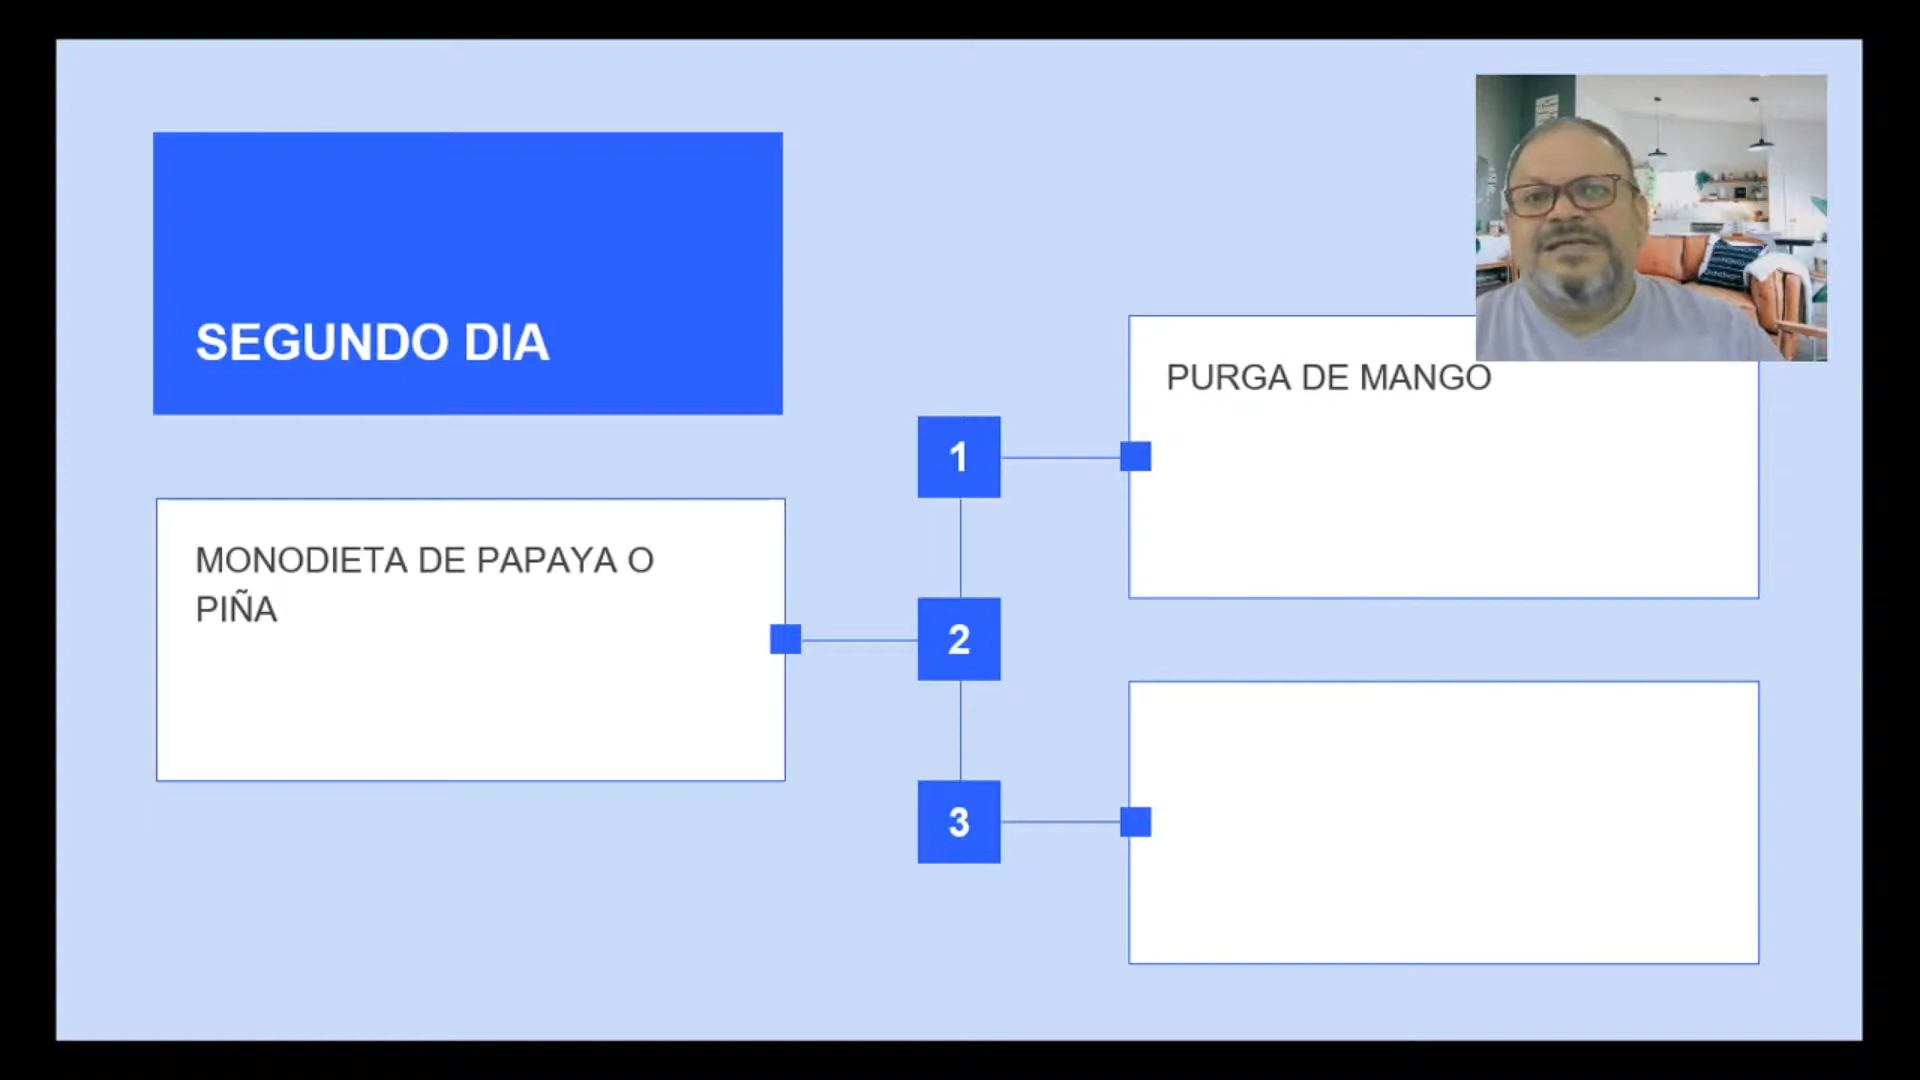 SEGUNDO DIA
1
PURGA DE MANGO
2
MONODIETA DE PAPAYA O
PIÑA
3